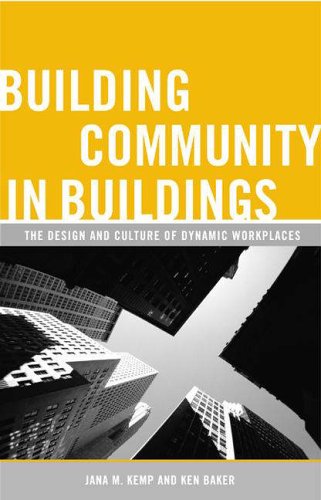 BUILDING
COMMUNITY
IN BUILDINGS
THE DESIGN AND CULTURE OF DYNAMIC WORKPLACES
JANA M. KEMP AND KEN BAKER